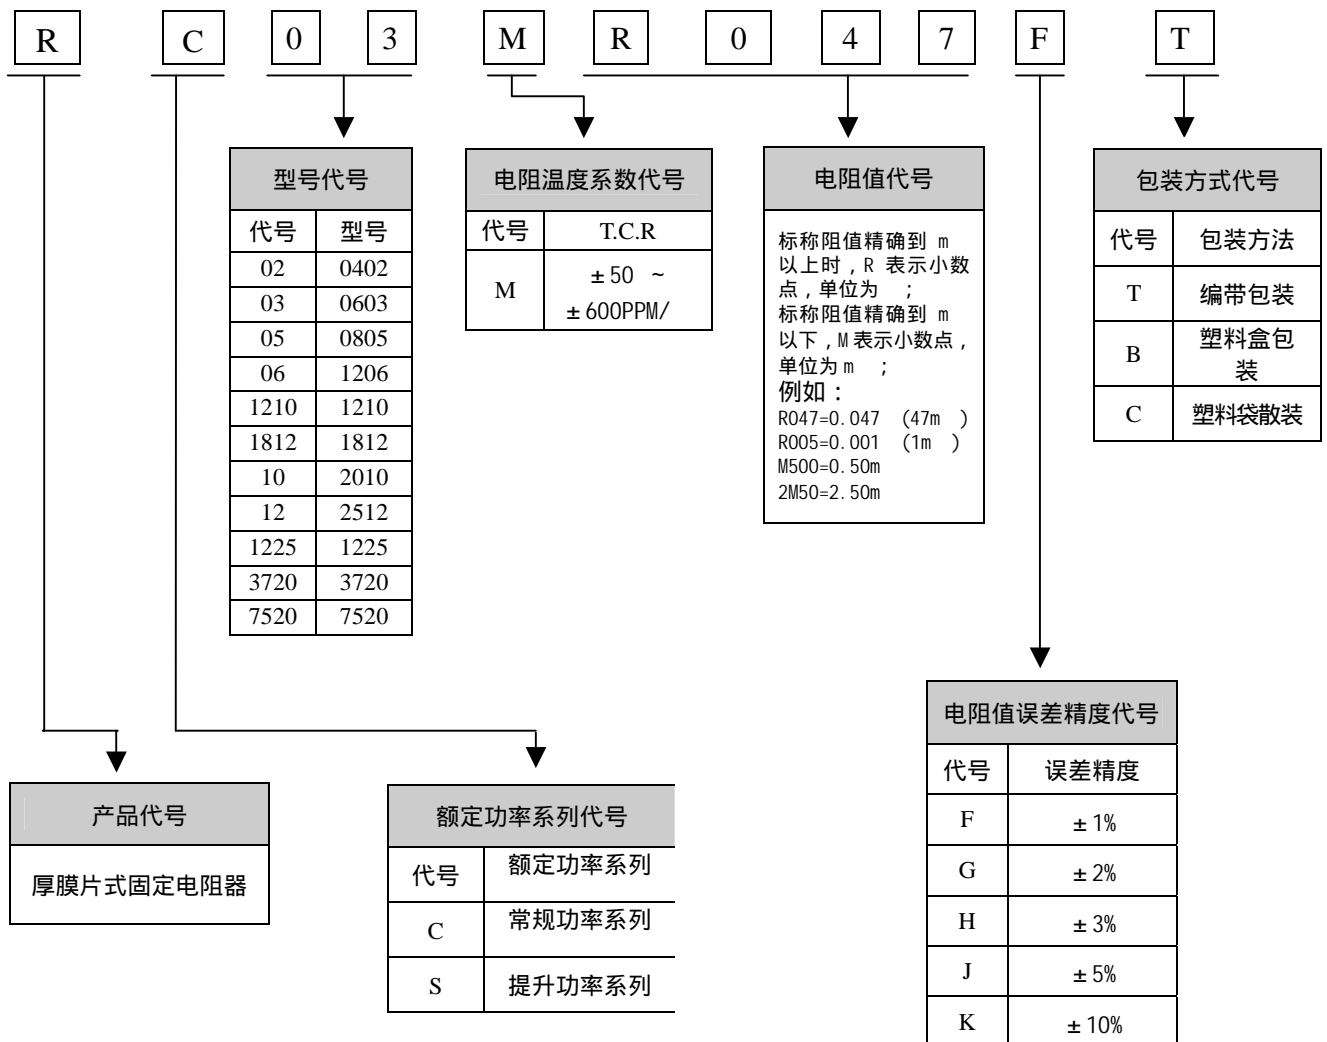 R C 0 3 M R 0 4 7 F T
型号代号
代号 型号
02 0402
03 0603
05 0805
06 1206
1210 1210
1812 1812
10 2010
12 2512
1225 1225
3720 3720
7520 7520
电阻温度系数代号
代号 T.C.R
M ±50 ~
±600PPM/
电阻值代号
标称阻值精确到 m
以上时，R 表示小数
点，单位为 ；
标称阻值精确到 m
以下，M 表示小数点，
单位为 m ；
例如：
R047=0.047 (47m )
R005=0.001 (1m )
M500=0.50m
2M50=2.50m
包装方式代号
代号 包装方法
T 编带包装
B 塑料盒包
装
C 塑料袋散装
产品代号
厚膜片式固定电阻器
额定功率系列代号
代号 额定功率系列
C 常规功率系列
S 提升功率系列
电阻值误差精度代号
代号 误差精度
F ±1%
G ±2%
H ±3%
J ±5%
K ±10%